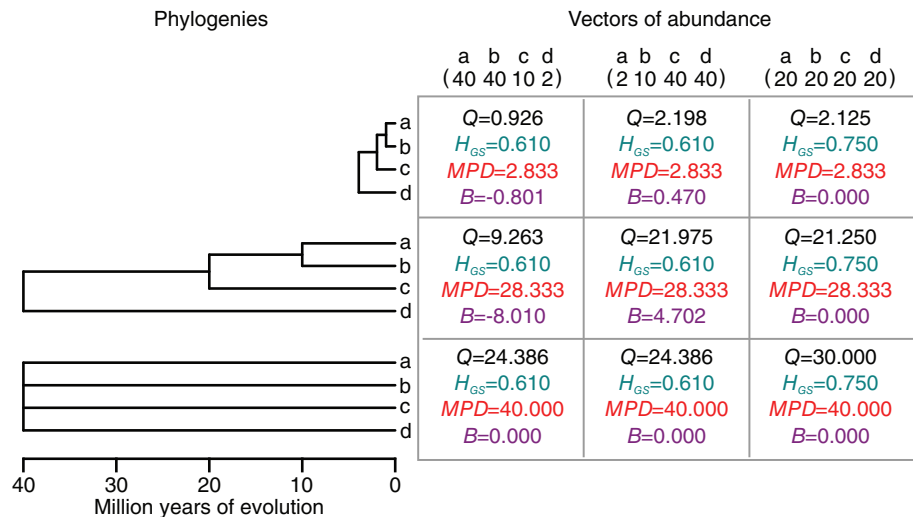 Phylogenies
Vectors of abundance
a b c d
(40 40 10 2)
a b c d
(2 10 40 40)
a b c d
(20 20 20 20)
a
b
c
d
Q=0.926
H_GS=0.610
MPD=2.833
B=-0.801
Q=2.198
H_GS=0.610
MPD=2.833
B=0.470
Q=2.125
H_GS=0.750
MPD=2.833
B=0.000
a
b
c
d
Q=9.263
H_GS=0.610
MPD=28.333
B=-8.010
Q=21.975
H_GS=0.610
MPD=28.333
B=4.702
Q=21.250
H_GS=0.750
MPD=28.333
B=0.000
a
b
c
d
Q=24.386
H_GS=0.610
MPD=40.000
B=0.000
Q=24.386
H_GS=0.610
MPD=40.000
B=0.000
Q=30.000
H_GS=0.750
MPD=40.000
B=0.000
40 30 20 10 0
Million years of evolution